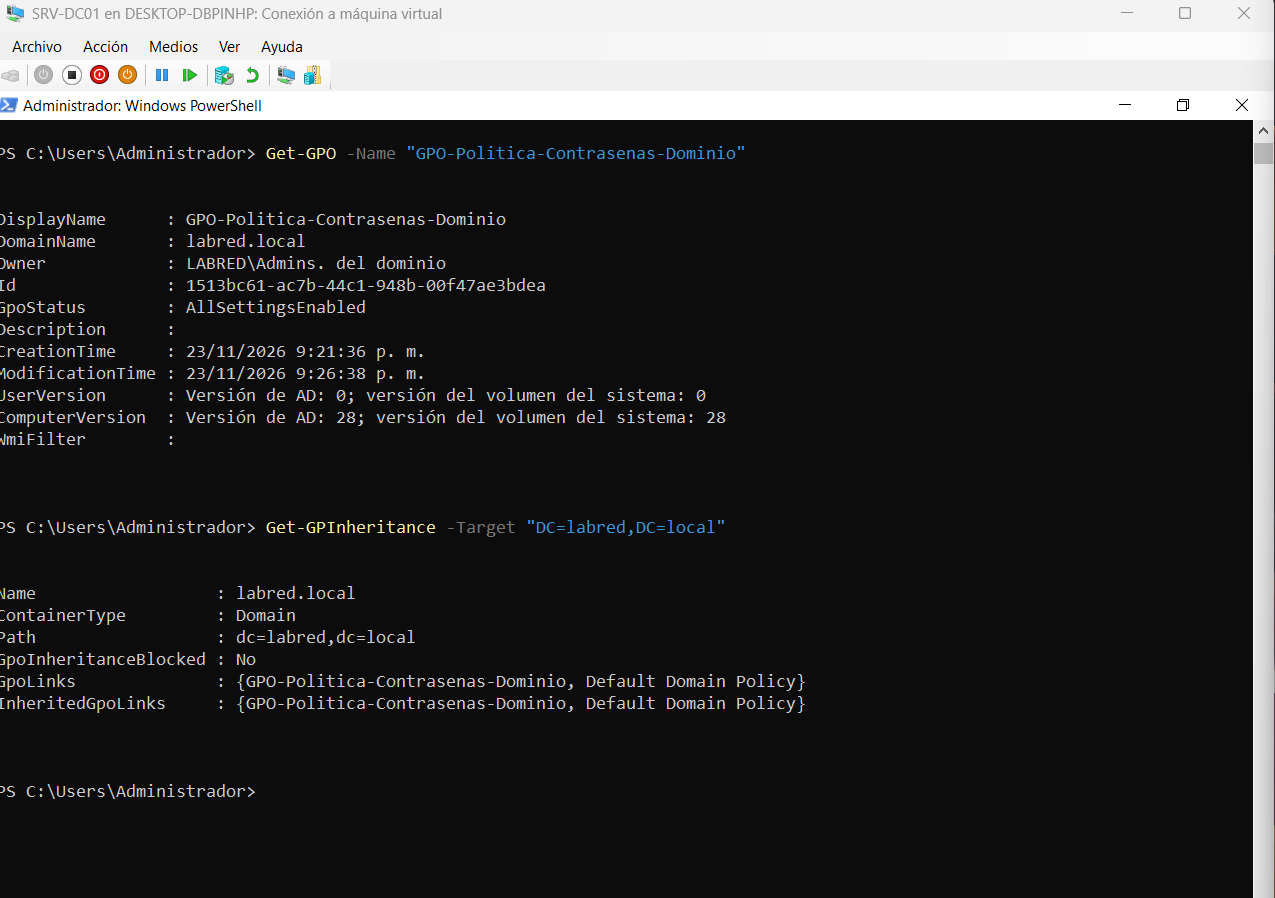 SRV-DC01 en DESKTOP-DBPINHP: Conexión a máquina virtual
Archivo Acción Medios Ver Ayuda
Administrador: Windows PowerShell
PS C:\Users\Administrador> Get-GPO -Name "GPO-Politica-Contrasenas-Dominio"
DisplayName : GPO-Politica-Contrasenas-Dominio
DomainName : labred.local
Owner : LABRED\Admins. del dominio
Id : 1513bc61-ac7b-44c1-948b-00f47ae3bdea
GpoStatus : AllSettingsEnabled
Description :
CreationTime : 23/11/2026 9:21:36 p. m.
ModificationTime : 23/11/2026 9:26:38 p. m.
UserVersion : Versión de AD: 0; versión del volumen del sistema: 0
ComputerVersion : Versión de AD: 28; versión del volumen del sistema: 28
WmiFilter :
PS C:\Users\Administrador> Get-GPInheritance -Target "DC=labred,DC=local"
Name : labred.local
ContainerType : Domain
Path : dc=labred,dc=local
GpoInheritanceBlocked : No
GpoLinks : {GPO-Politica-Contrasenas-Dominio, Default Domain Policy}
InheritedGpoLinks : {GPO-Politica-Contrasenas-Dominio, Default Domain Policy}
PS C:\Users\Administrador>